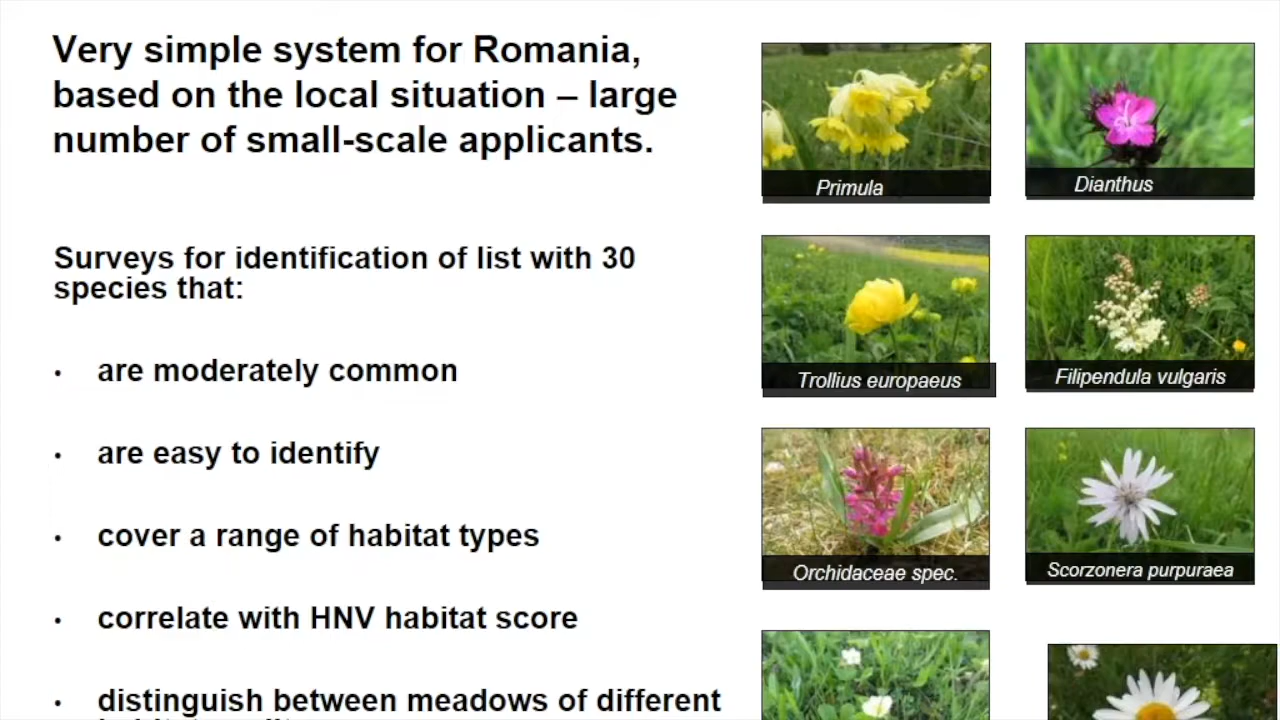 Very simple system for Romania,
based on the local situation – large
number of small-scale applicants.
Surveys for identification of list with 30
species that:
• are moderately common
• are easy to identify
• cover a range of habitat types
• correlate with HNV habitat score
• distinguish between meadows of different
Primula
Dianthus
Trollius europaeus
Filipendula vulgaris
Orchidaceae spec.
Scorzonera purpuraea